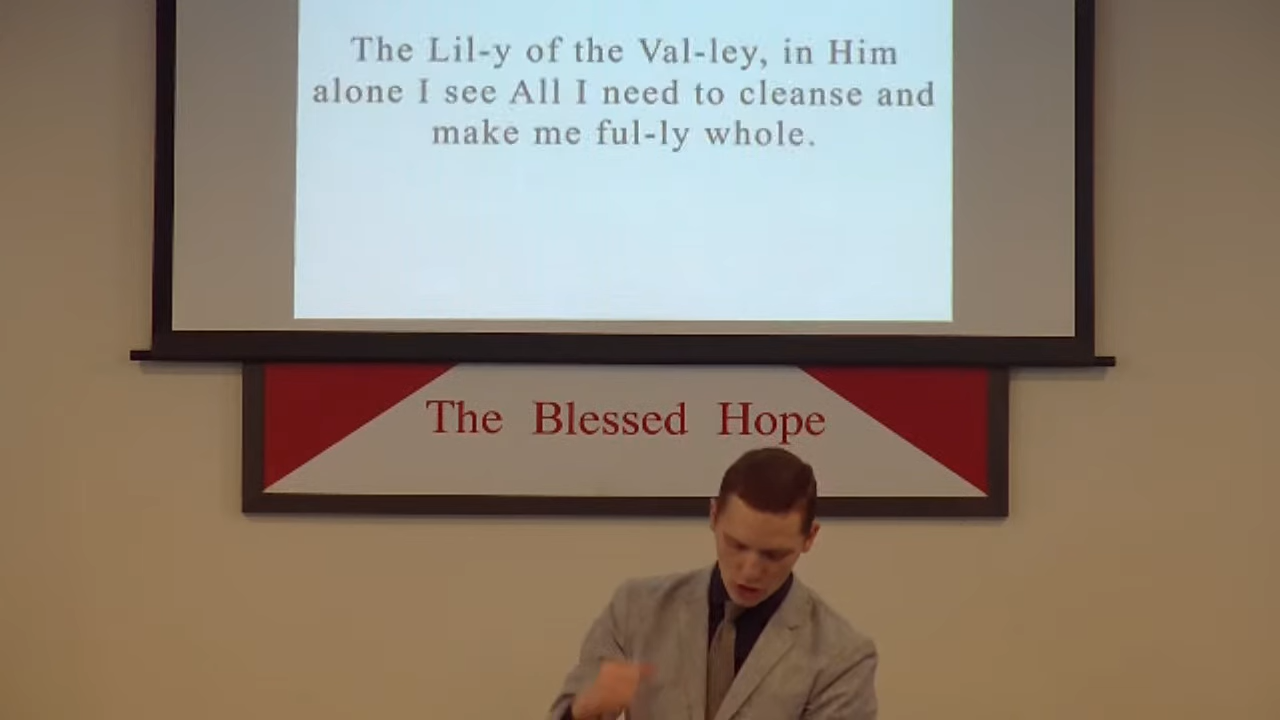 The Lil-y of the Val-ley, in Him
alone I see All I need to cleanse and
make me ful-ly whole.
The Blessed Hope